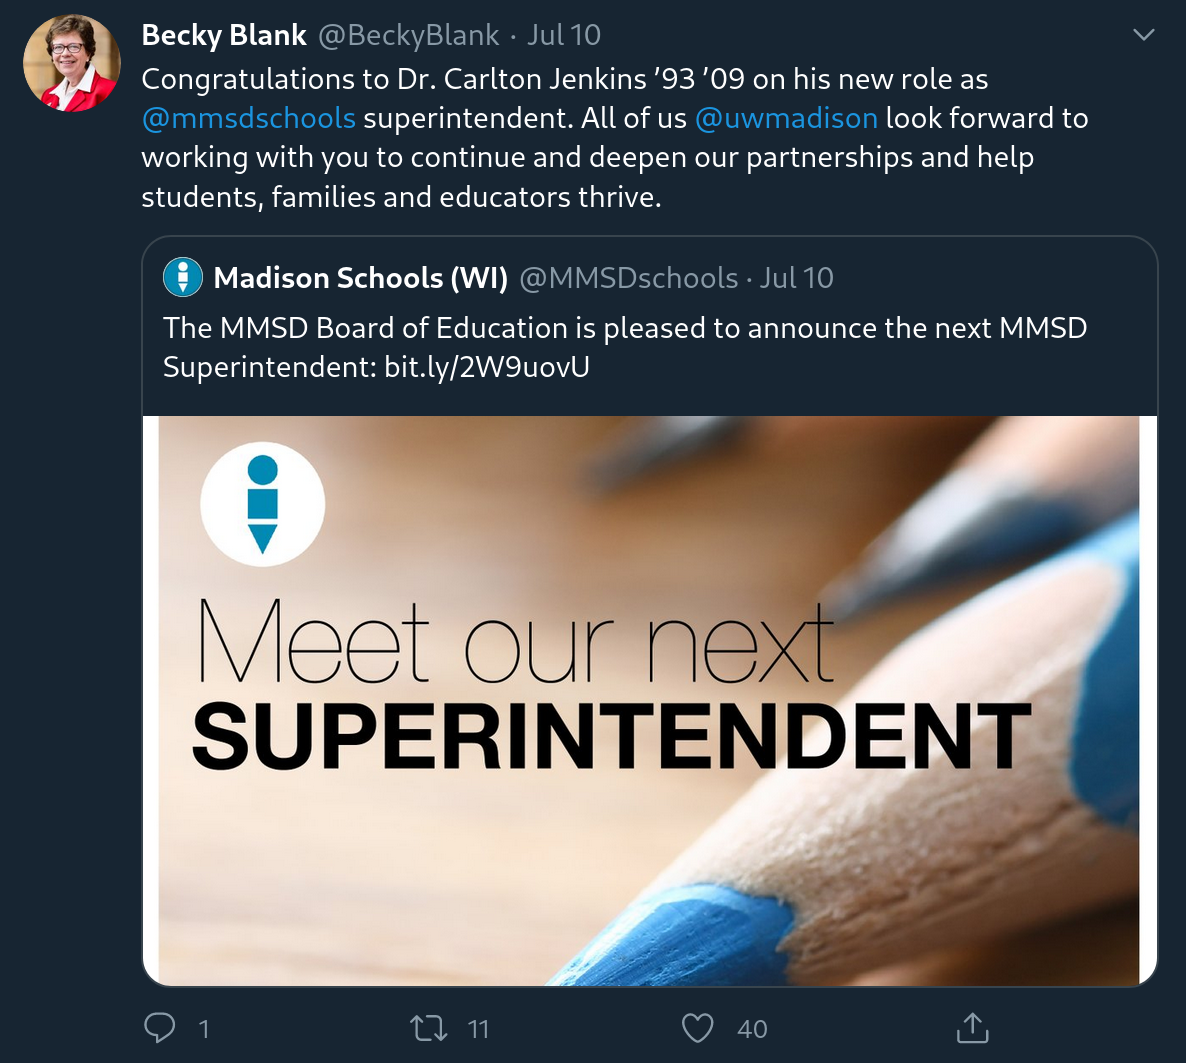 Becky Blank @BeckyBlank · Jul 10
Congratulations to Dr. Carlton Jenkins ’93 ’09 on his new role as
@mmsdschools superintendent. All of us @uwmadison look forward to
working with you to continue and deepen our partnerships and help
students, families and educators thrive.
Madison Schools (WI) @MMSDschools · Jul 10
The MMSD Board of Education is pleased to announce the next MMSD
Superintendent: bit.ly/2W9uovU
Meet our next
SUPERINTENDENT
1 11 40